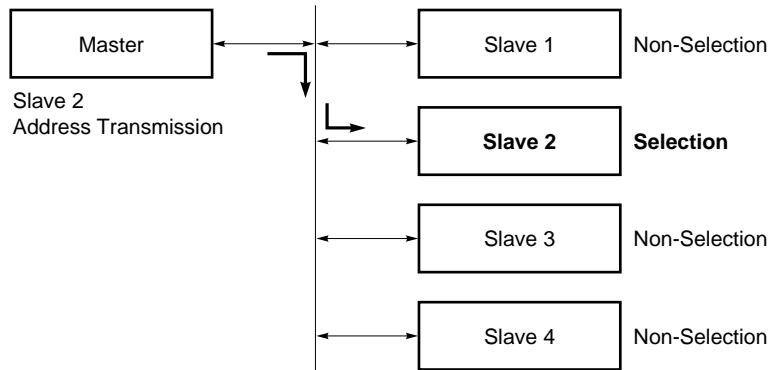 Master
Slave 1
Non-Selection
Slave 2
Address Transmission
Slave 2
Selection
Slave 3
Non-Selection
Slave 4
Non-Selection